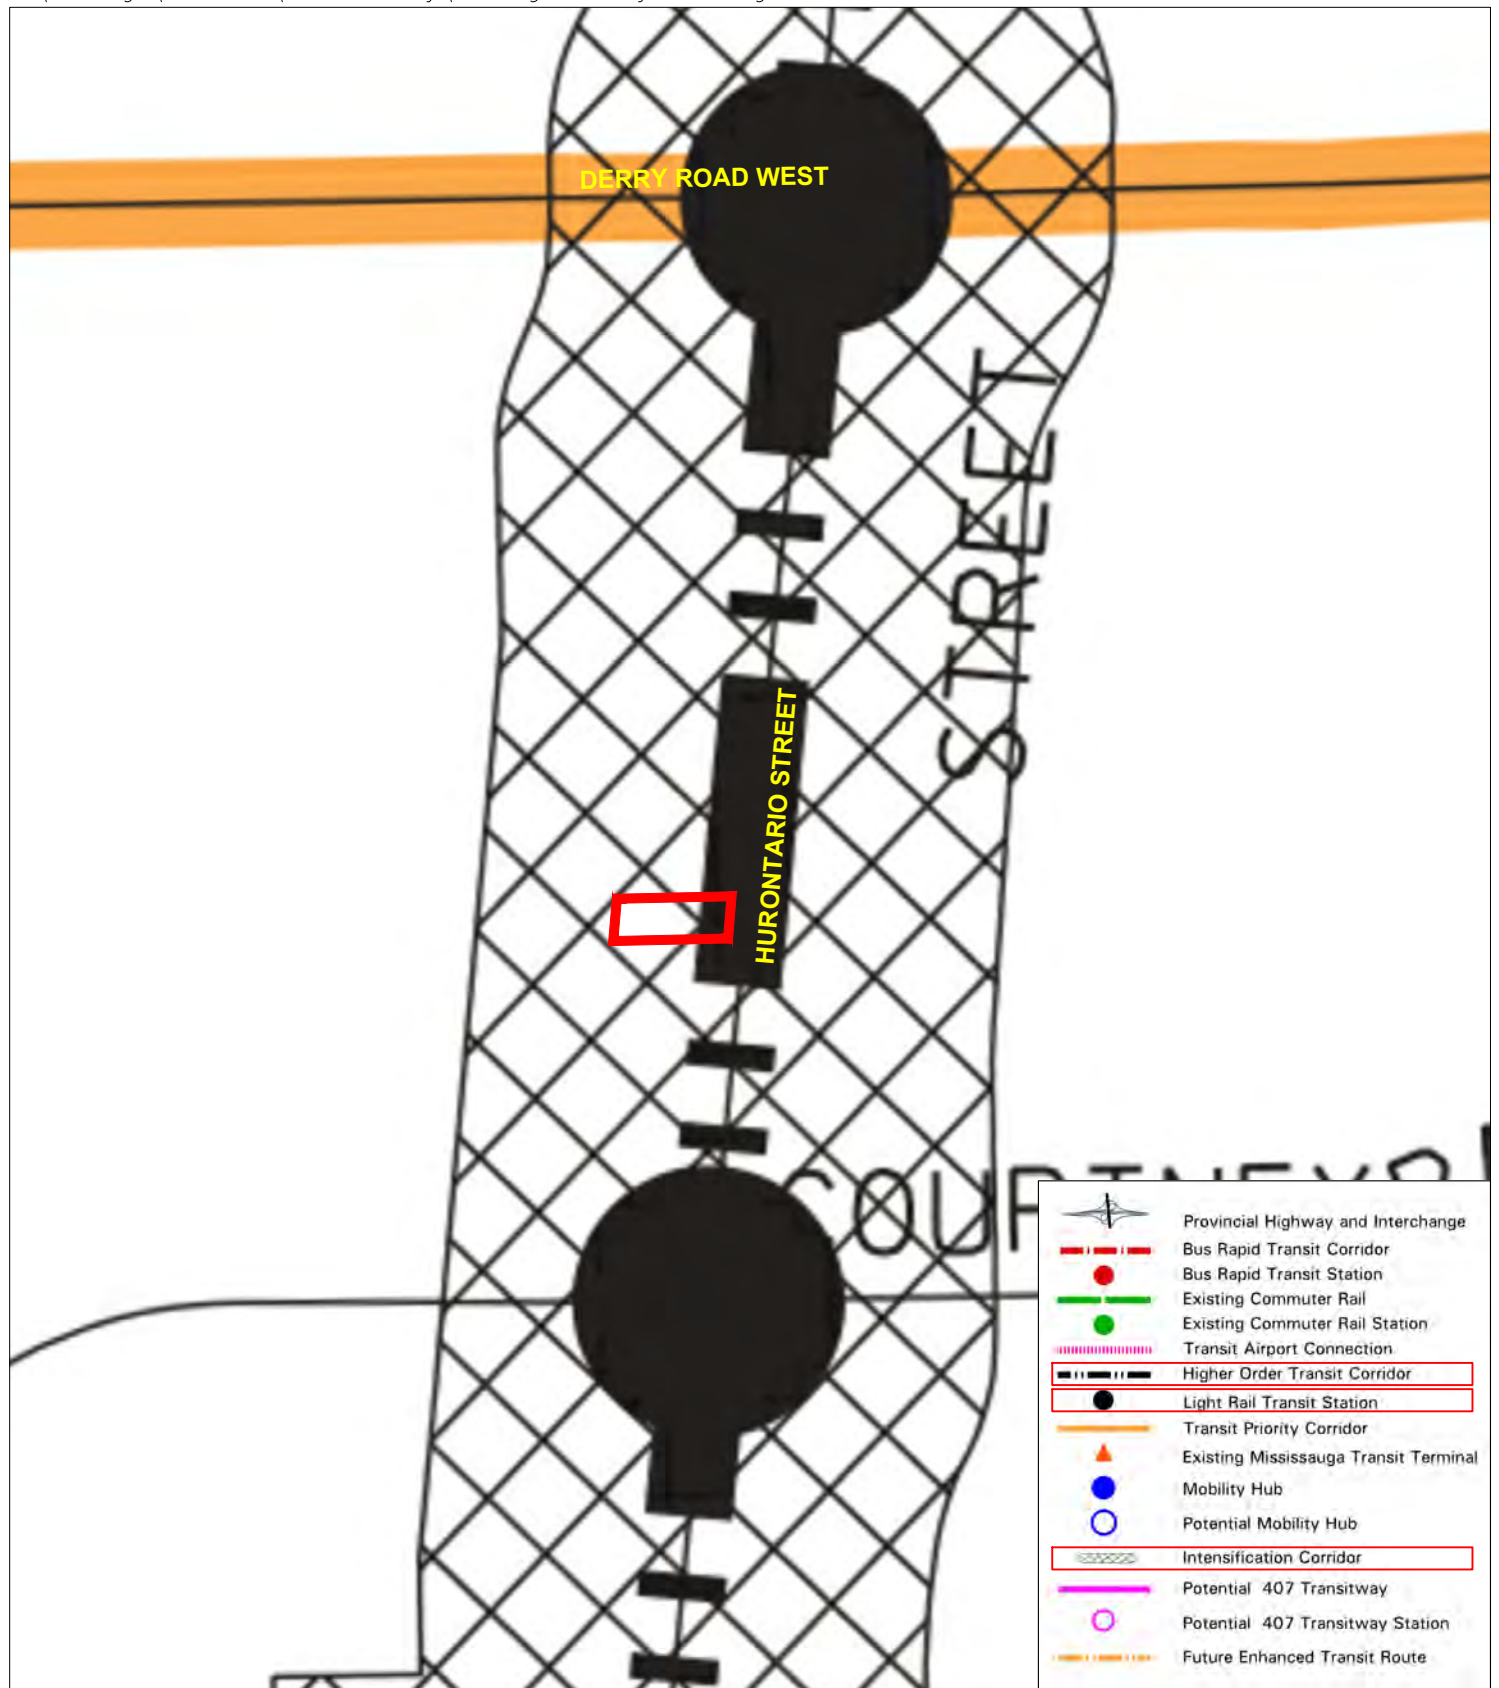 DERRY ROAD WEST
STREET
HURONTARIO STREET
Provincial Highway and Interchange
Bus Rapid Transit Corridor
Bus Rapid Transit Station
Existing Commuter Rail
Existing Commuter Rail Station
Transit Airport Connection
Higher Order Transit Corridor
Light Rail Transit Station
Transit Priority Corridor
Existing Mississauga Transit Terminal
Mobility Hub
Potential Mobility Hub
Intensification Corridor
Potential 407 Transitway
Potential 407 Transitway Station
Future Enhanced Transit Route